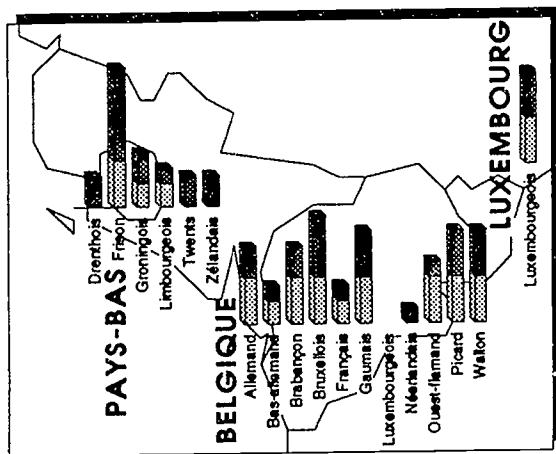 PAYS-BAS
Drenthois
Frison
Groningois
Limbourgeois
Twents
Zélandais
BELGIQUE
Allemand
Bas-allemand
Brabançon
Bruxellois
Français
Gaumais
Luxembourgeois
Néerlandais
Ouest-flamand
Picard
Wallon
LUXEMBOURG
Luxembourgeois